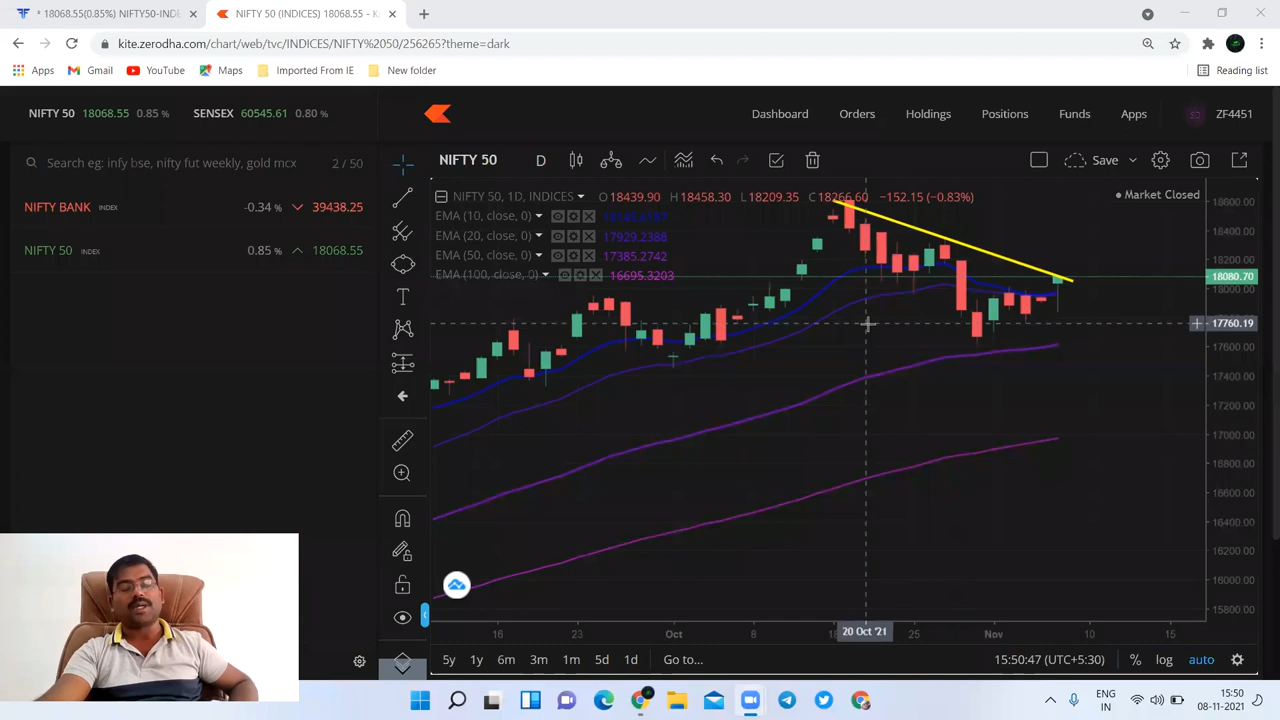 * 18068.55(0.85%) NIFTY50-INDE
NIFTY 50 (INDICES) 18068.55 - K
kite.zerodha.com/chart/web/tvc/INDICES/NIFTY%2050/256265?theme=dark
Apps Gmail YouTube Maps Imported From IE New folder Reading list
NIFTY 50 18068.55 0.85 % SENSEX 60545.61 0.80 %
Dashboard Orders Holdings Positions Funds Apps ZF4451
Search eg: infy bse, nifty fut weekly, gold mcx 2 / 50
NIFTY BANK INDEX -0.34 % 39438.25
NIFTY 50 INDEX 0.85 % 18068.55
NIFTY 50 D Save
NIFTY 50, 1D, INDICES O18439.90 H18458.30 L18209.35 C18266.60 −152.15 (−0.83%)
Market Closed
EMA (10, close, 0)
EMA (20, close, 0) 17929.2388
EMA (50, close, 0) 17385.2742
EMA (100, close, 0) 16695.3203
18600.00
18400.00
18200.00
18080.70
18000.00
17760.19
17600.00
17400.00
17200.00
17000.00
16800.00
16600.00
16400.00
16200.00
16000.00
15800.00
16 23 Oct 8 20 Oct '21 25 Nov 10 15
5y 1y 6m 3m 1m 5d 1d Go to... 15:50:47 (UTC+5:30) % log auto
ENG
IN
15:50
08-11-2021